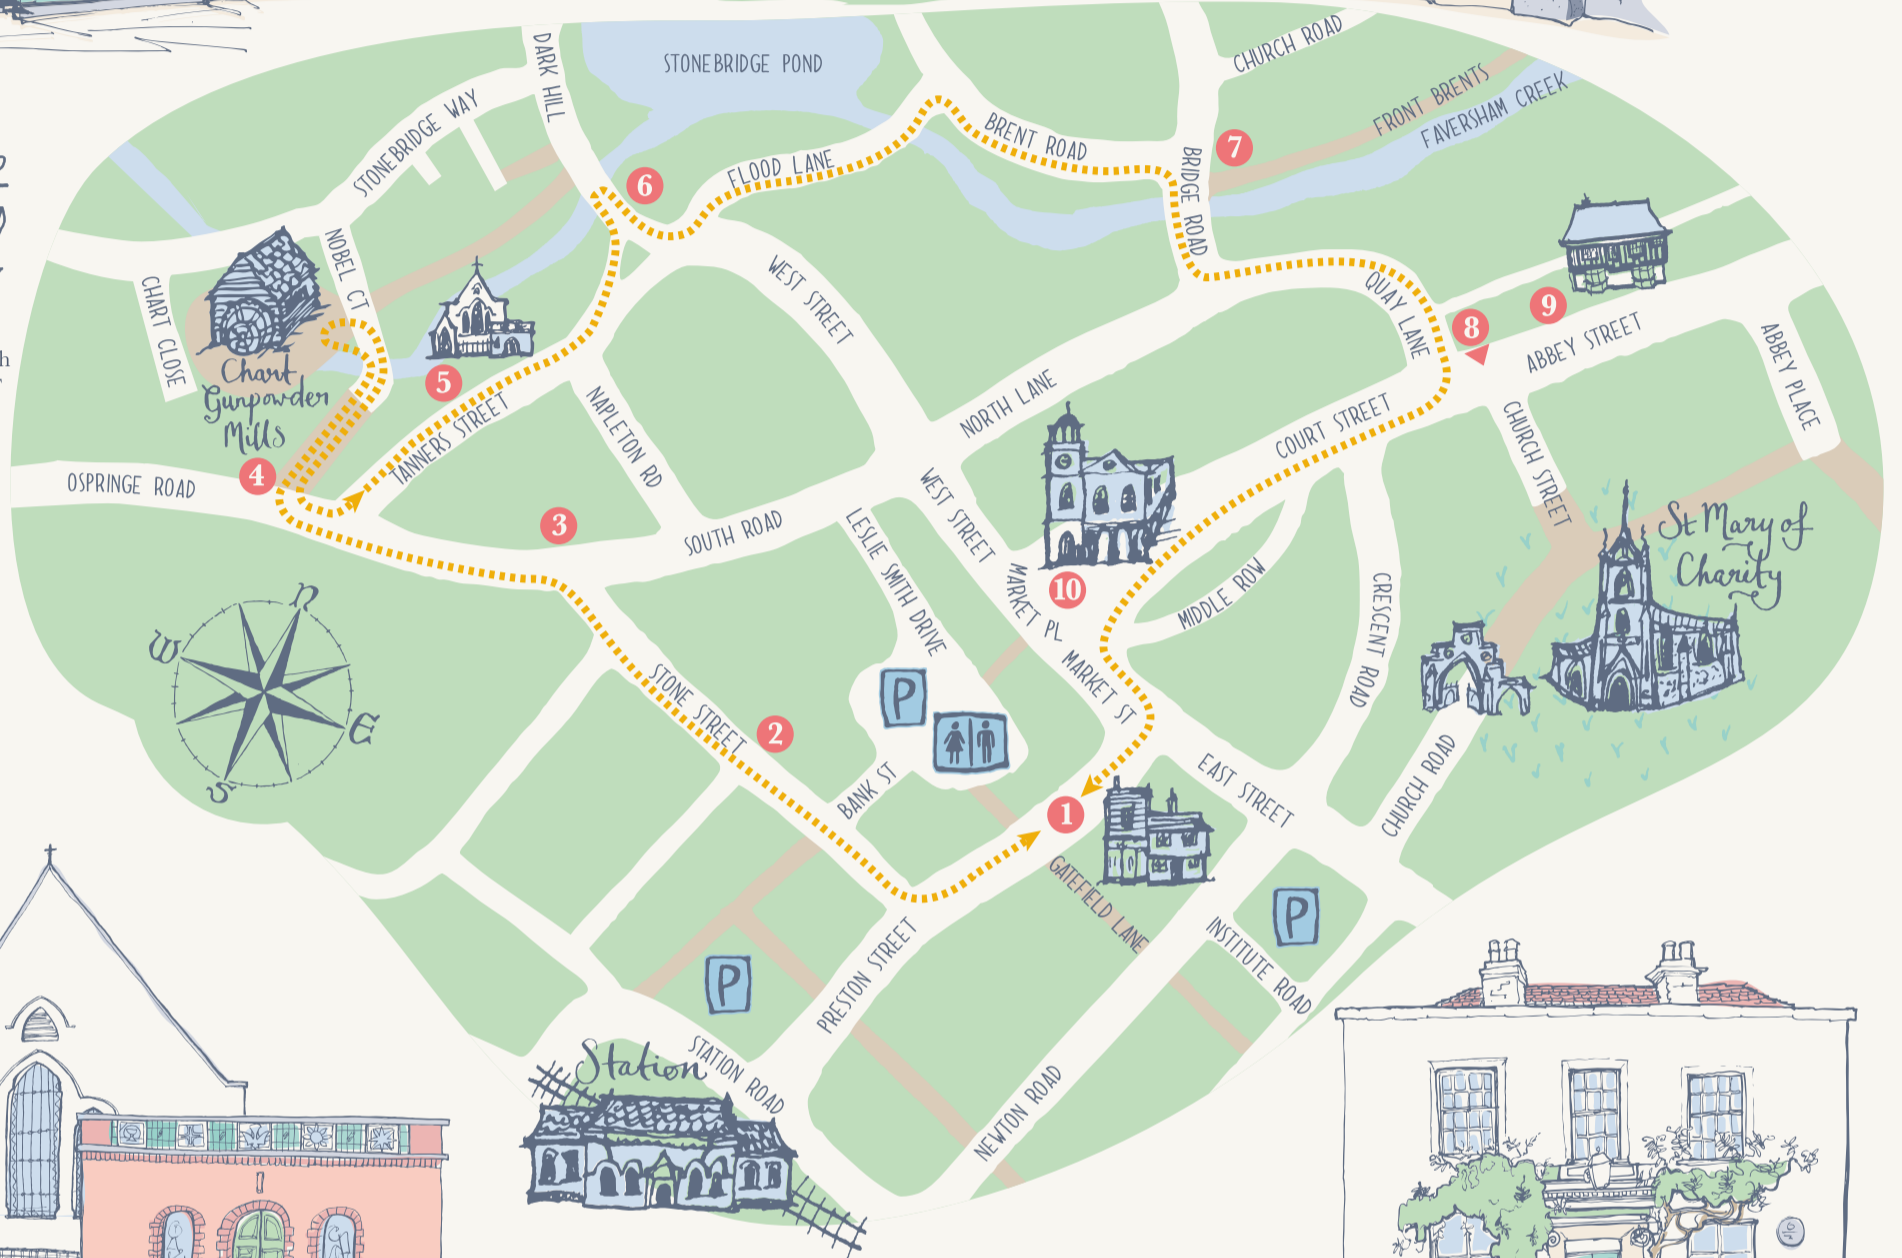 DARK HILL
STONEBRIDGE POND
CHURCH ROAD
STONEBRIDGE WAY
FRONT BRENTS
FAVERSHAM CREEK
BRENT ROAD
7
FLOOD LANE
BRIDGE ROAD
6
NOBEL CT
CHART CLOSE
WEST STREET
QUAY LANE
9
8
ABBEY STREET
ABBEY PLACE
h
Chart
Gunpowder
Mills
5
TANNERS STREET
NAPLETON RD
NORTH LANE
COURT STREET
CHURCH STREET
4
OSPRINGE ROAD
3
SOUTH ROAD
LESLIE SMITH DRIVE
WEST STREET
St Mary of
Charity
MARKET PL
10
MIDDLE ROW
CRESCENT ROAD
n
W
E
S
STONE STREET
MARKET ST
P
2
BANK ST
1
EAST STREET
CHURCH ROAD
GATEFIELD LANE
P
INSTITUTE ROAD
PRESTON STREET
P
Station
STATION ROAD
NEWTON ROAD